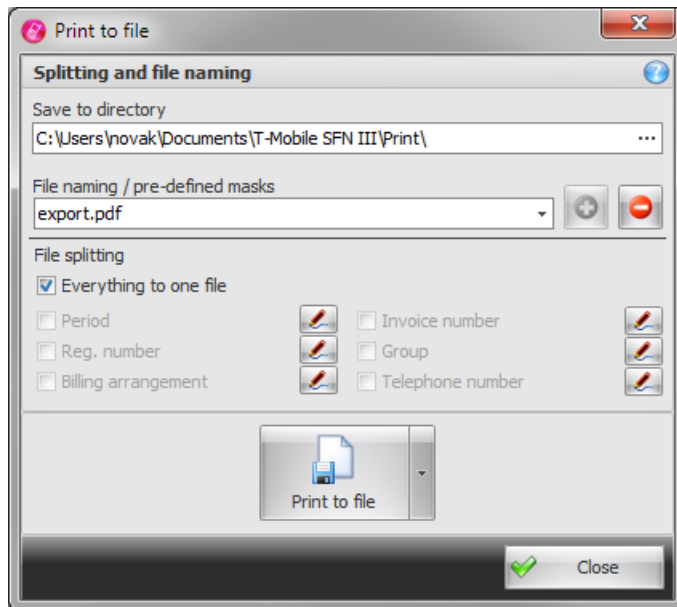 Print to file
Splitting and file naming
Save to directory
C:\Users\novak\Documents\T-Mobile SFN III\Print\ ...
File naming / pre-defined masks
export.pdf
File splitting
Everything to one file
Period
Invoice number
Reg. number
Group
Billing arrangement
Telephone number
Print to file
Close